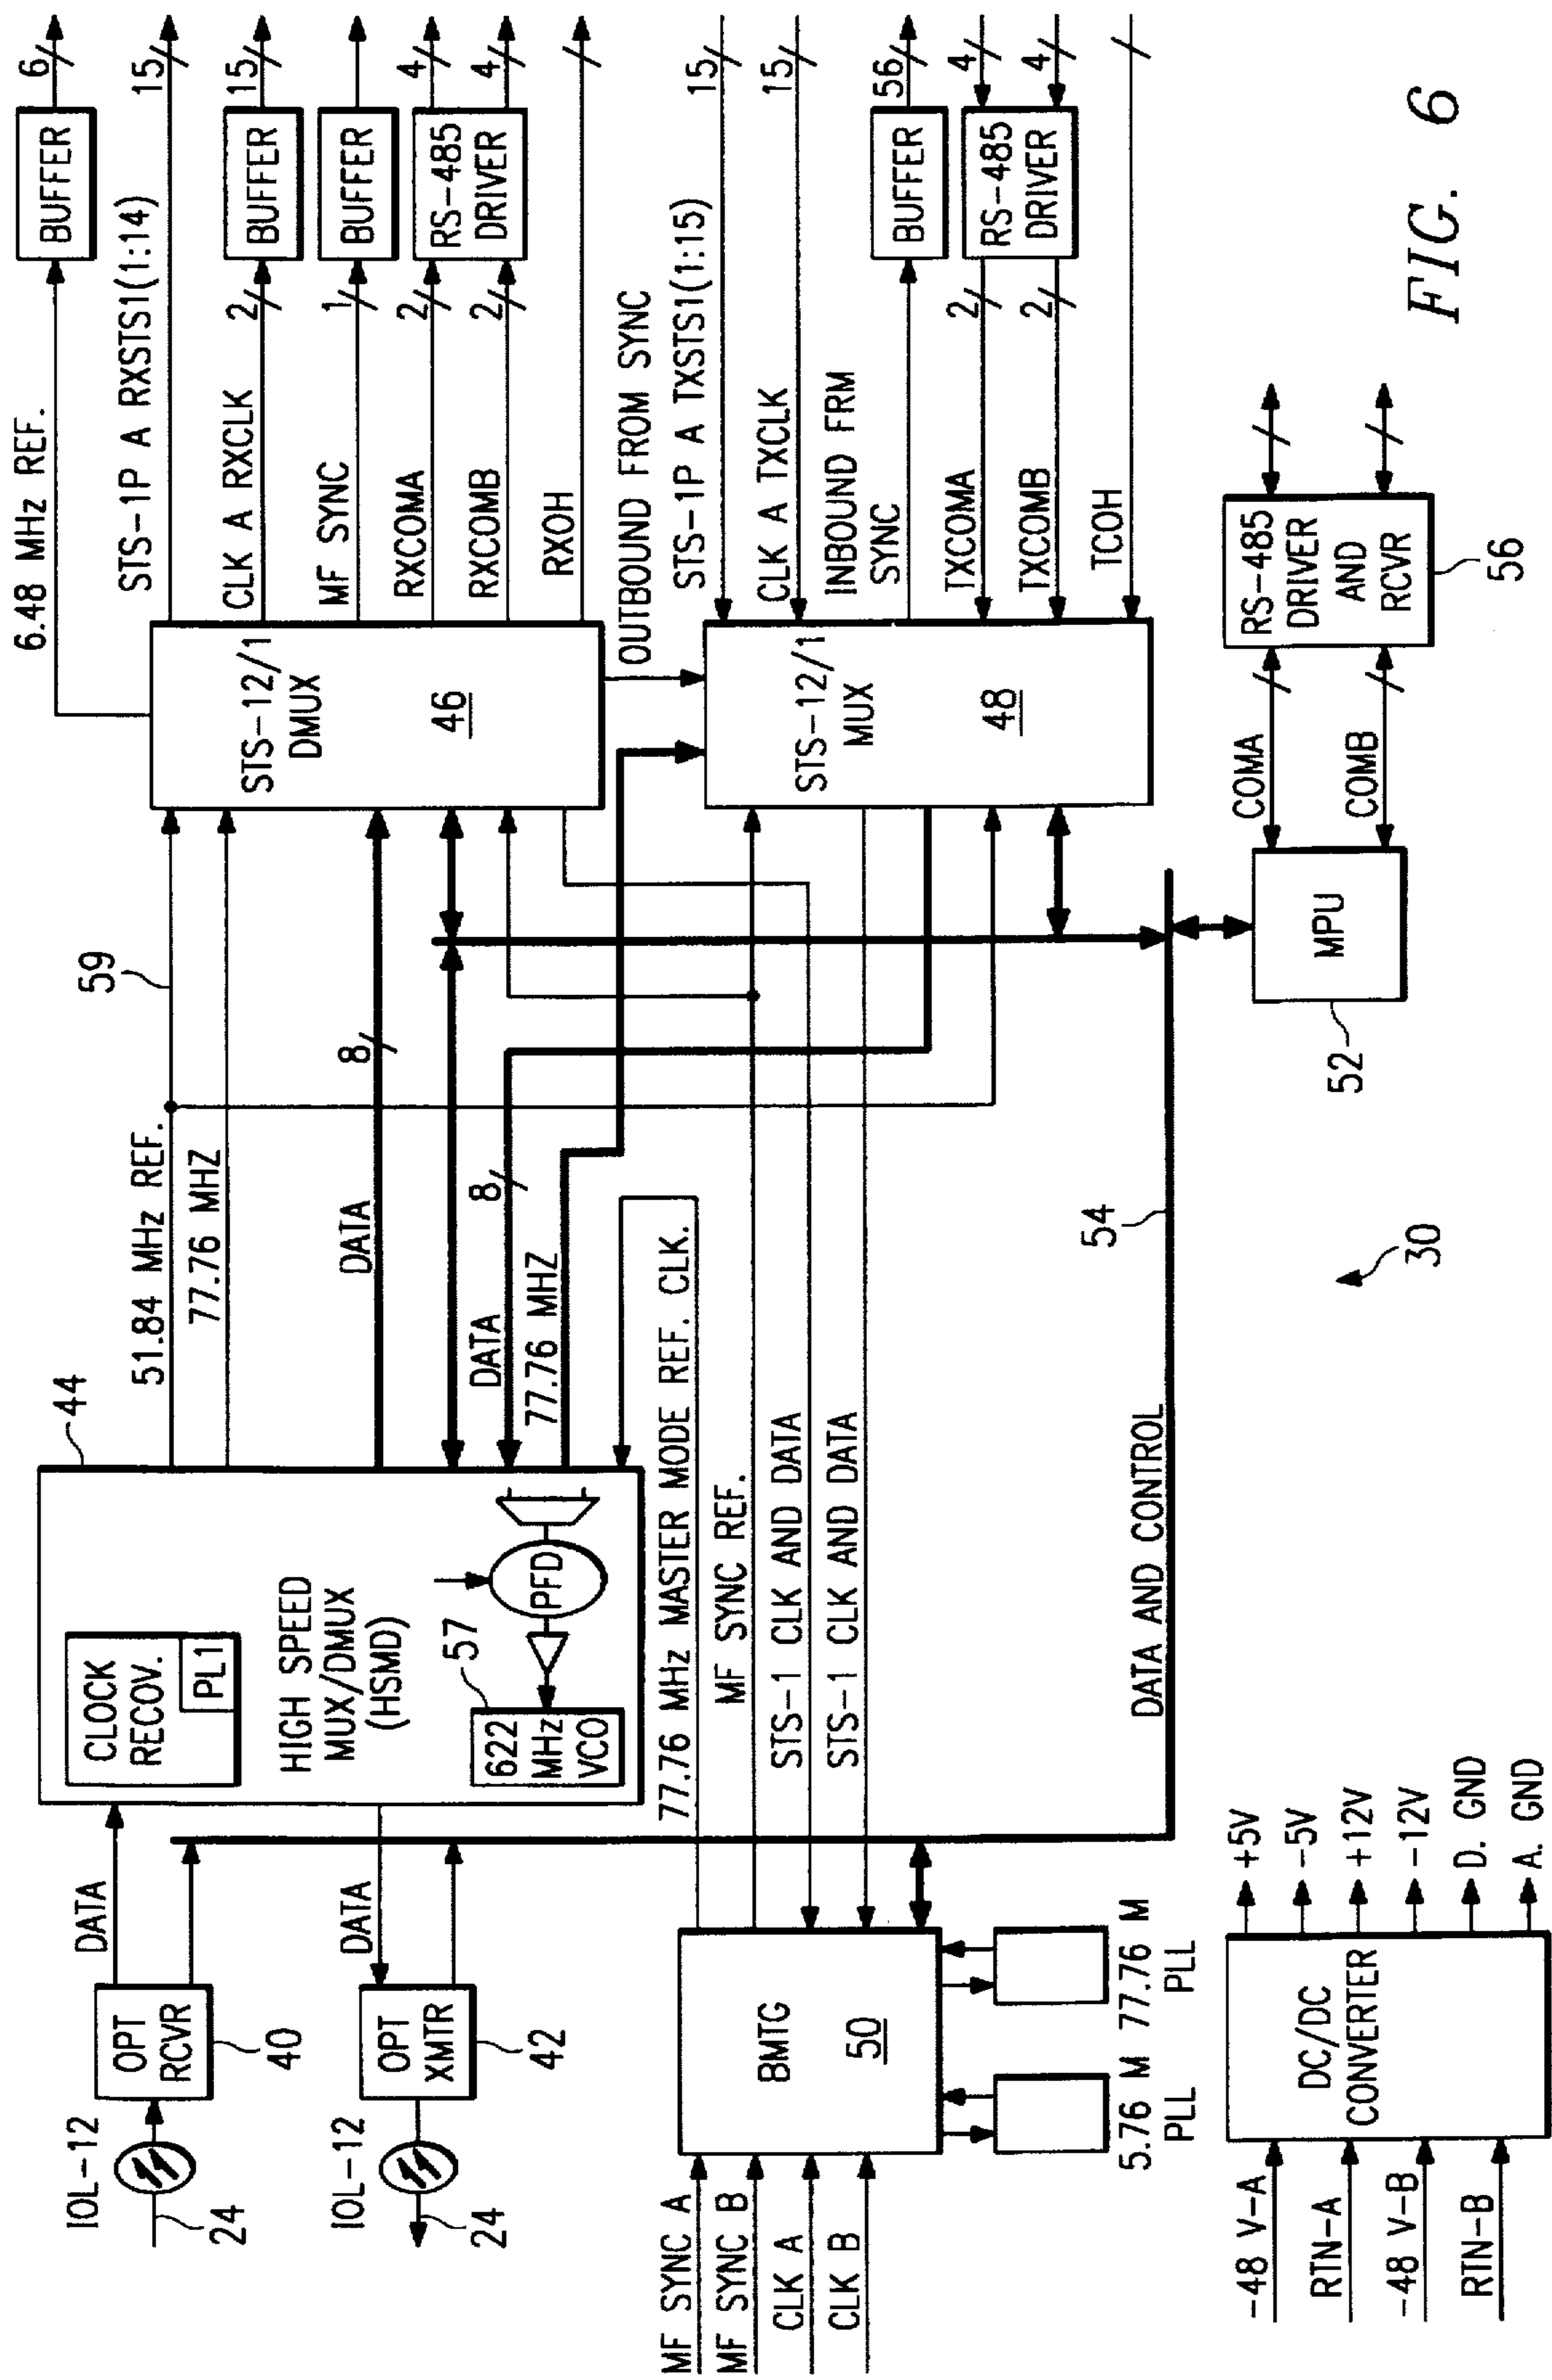 IOL-12
24
OPT
RCVR
40
DATA
IOL-12
24
OPT
XMTR
42
DATA
44
CLOCK
RECOV.
PL1
HIGH SPEED
MUX/DMUX
(HSMD)
57
622
MHz
VCO
PFD
51.84 MHz REF.
59
77.76 MHZ
DATA
8
DATA
8
77.76 MHZ
77.76 MHz MASTER MODE REF. CLK.
MF SYNC REF.
STS-1 CLK AND DATA
STS-1 CLK AND DATA
DATA AND CONTROL
54
STS-12/1
DMUX
46
6.48 MHz REF.
BUFFER
6
STS-1P A RXSTS1(1:14)
15
CLK A RXCLK
2
BUFFER
15
MF SYNC
1
BUFFER
RXCOMA
2
RS-485
DRIVER
4
RXCOMB
2
4
RXOH
OUTBOUND FROM SYNC
STS-12/1
MUX
48
STS-1P A TXSTS1(1:15)
15
CLK A TXCLK
15
INBOUND FRM
SYNC
BUFFER
56
TXCOMA
2
RS-485
DRIVER
4
TXCOMB
2
4
TCOH
MF SYNC A
MF SYNC B
CLK A
CLK B
BMTG
50
5.76 M
PLL
77.76 M
PLL
-48 V-A
RTN-A
-48 V-B
RTN-B
DC/DC
CONVERTER
+5V
-5V
+12V
-12V
D. GND
A. GND
30
52
MPU
COMA
COMB
RS-485
DRIVER
AND
RCVR
56
FIG. 6